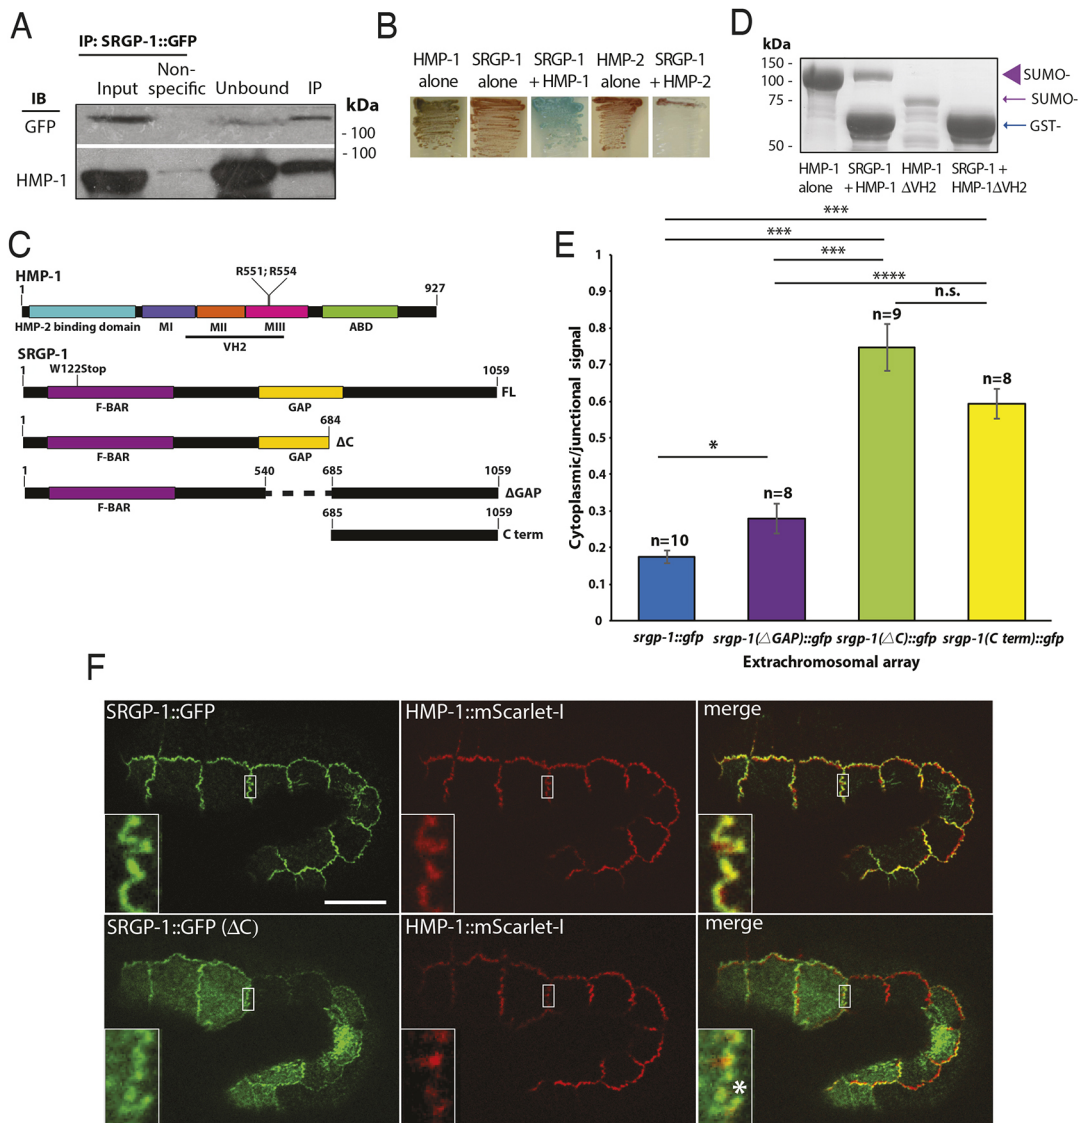 A
IP: SRGP-1::GFP
Input
Non-
specific
Unbound
IP
IB
GFP
HMP-1
kDa
- 100
- 100
B
HMP-1
alone
SRGP-1
alone
SRGP-1
+ HMP-1
HMP-2
alone
SRGP-1
+ HMP-2
D
kDa
150 -
100 -
75 -
50 -
SUMO-
SUMO-
GST-
HMP-1
alone
SRGP-1
+ HMP-1
HMP-1
ΔVH2
SRGP-1 +
HMP-1ΔVH2
C
HMP-1
1
R551; R554
927
HMP-2 binding domain
MI
MII
MIII
ABD
VH2
SRGP-1
1
W122Stop
1059
FL
F-BAR
GAP
1
684
ΔC
F-BAR
GAP
1
540
685
1059
ΔGAP
F-BAR
685
1059
C term
E
***
***
***
****
n.s.
*
1
0.9
0.8
0.7
0.6
0.5
0.4
0.3
0.2
0.1
0
Cytoplasmic/junctional signal
n=10
n=8
n=9
n=8
srgp-1::gfp
srgp-1(△GAP)::gfp
srgp-1(△C)::gfp
srgp-1(C term)::gfp
Extrachromosomal array
F
SRGP-1::GFP
HMP-1::mScarlet-I
merge
SRGP-1::GFP (ΔC)
HMP-1::mScarlet-I
merge
*